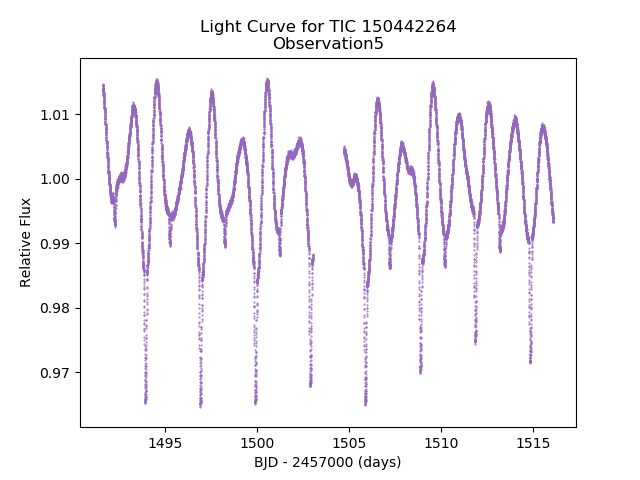 Light Curve for TIC 150442264
Observation5
1.01
1.00
0.99
0.98
0.97
Relative Flux
1495
1500
1505
1510
1515
BJD - 2457000 (days)